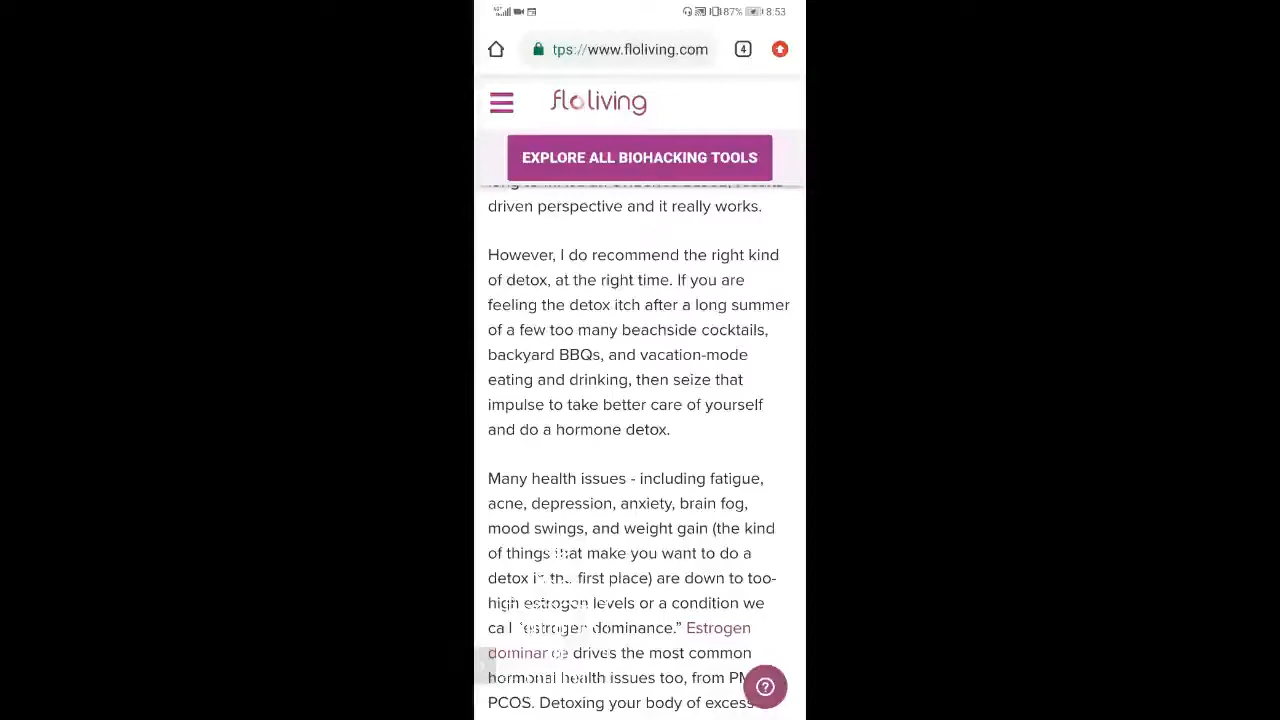 87% 8:53
tps://www.floliving.com 4
floliving
EXPLORE ALL BIOHACKING TOOLS
driven perspective and it really works.
However, I do recommend the right kind
of detox, at the right time. If you are
feeling the detox itch after a long summer
of a few too many beachside cocktails,
backyard BBQs, and vacation-mode
eating and drinking, then seize that
impulse to take better care of yourself
and do a hormone detox.
Many health issues - including fatigue,
acne, depression, anxiety, brain fog,
mood swings, and weight gain (the kind
of things that make you want to do a
detox in the first place) are down to too-
high estrogen levels or a condition we
call “estrogen dominance.” Estrogen
dominance drives the most common
hormonal health issues too, from
PCOS. Detoxing your body of excess